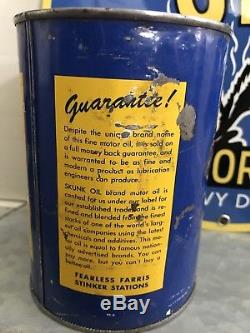 Guarantee!
Despite the unique brand name
of this fine motor oil, it is sold on
a full money back guarantee, and
is warranted to be as fine and
modern a product as lubrication
engineers can produce.
SKUNK OIL brand motor oil is
canned for us under our label for
our established trade and is re-
fined and blended from the finest
stocks of one of the world's larg-
est oil companies using the latest
chemicals and additives. This mo-
tor oil is equal to many nation-
ally advertised brands. You can
pay more, but you can't buy a
better oil.
FEARLESS FARRIS
STINKER STATIONS
OR
VY D